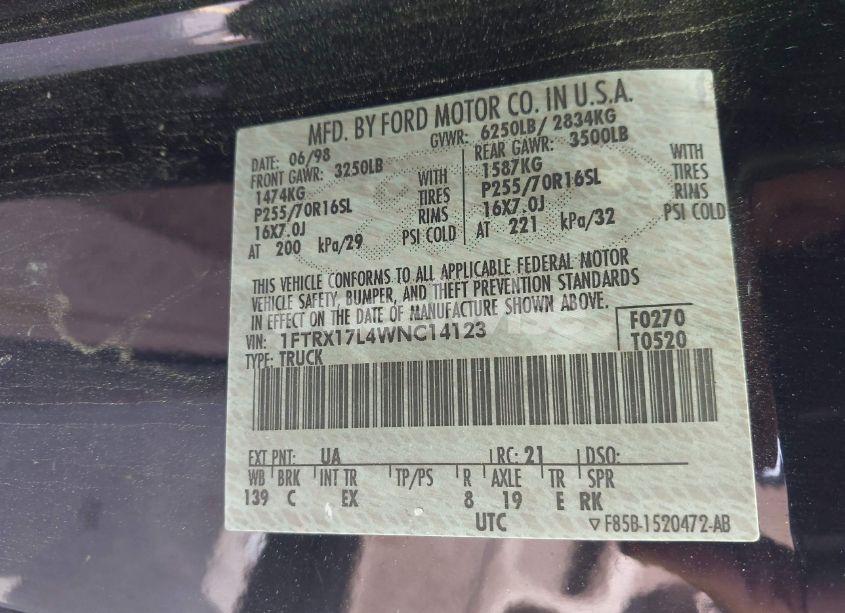 MFD. BY FORD MOTOR CO. IN U.S.A.
DATE: 06/98 GVWR: 6250LB/ 2834KG
FRONT GAWR: 3250LB REAR GAWR: 3500LB
1474KG WITH 1587KG WITH
P255/70R16SL TIRES P255/70R16SL TIRES
16X7.0J RIMS 16X7.0J RIMS
AT 200 kPa/29 PSI COLD AT 221 kPa/32 PSI COLD
THIS VEHICLE CONFORMS TO ALL APPLICABLE FEDERAL MOTOR
VEHICLE SAFETY, BUMPER, AND THEFT PREVENTION STANDARDS
IN EFFECT ON THE DATE OF MANUFACTURE SHOWN ABOVE.
VIN: 1FTRX17L4WNC14123 F0270
TYPE: TRUCK T0520
EXT PNT: UA RC: 21 DSO:
WB BRK INT TR TP/PS R AXLE TR SPR
139 C EX 8 19 E RK
UTC ▽F85B-1520472-AB